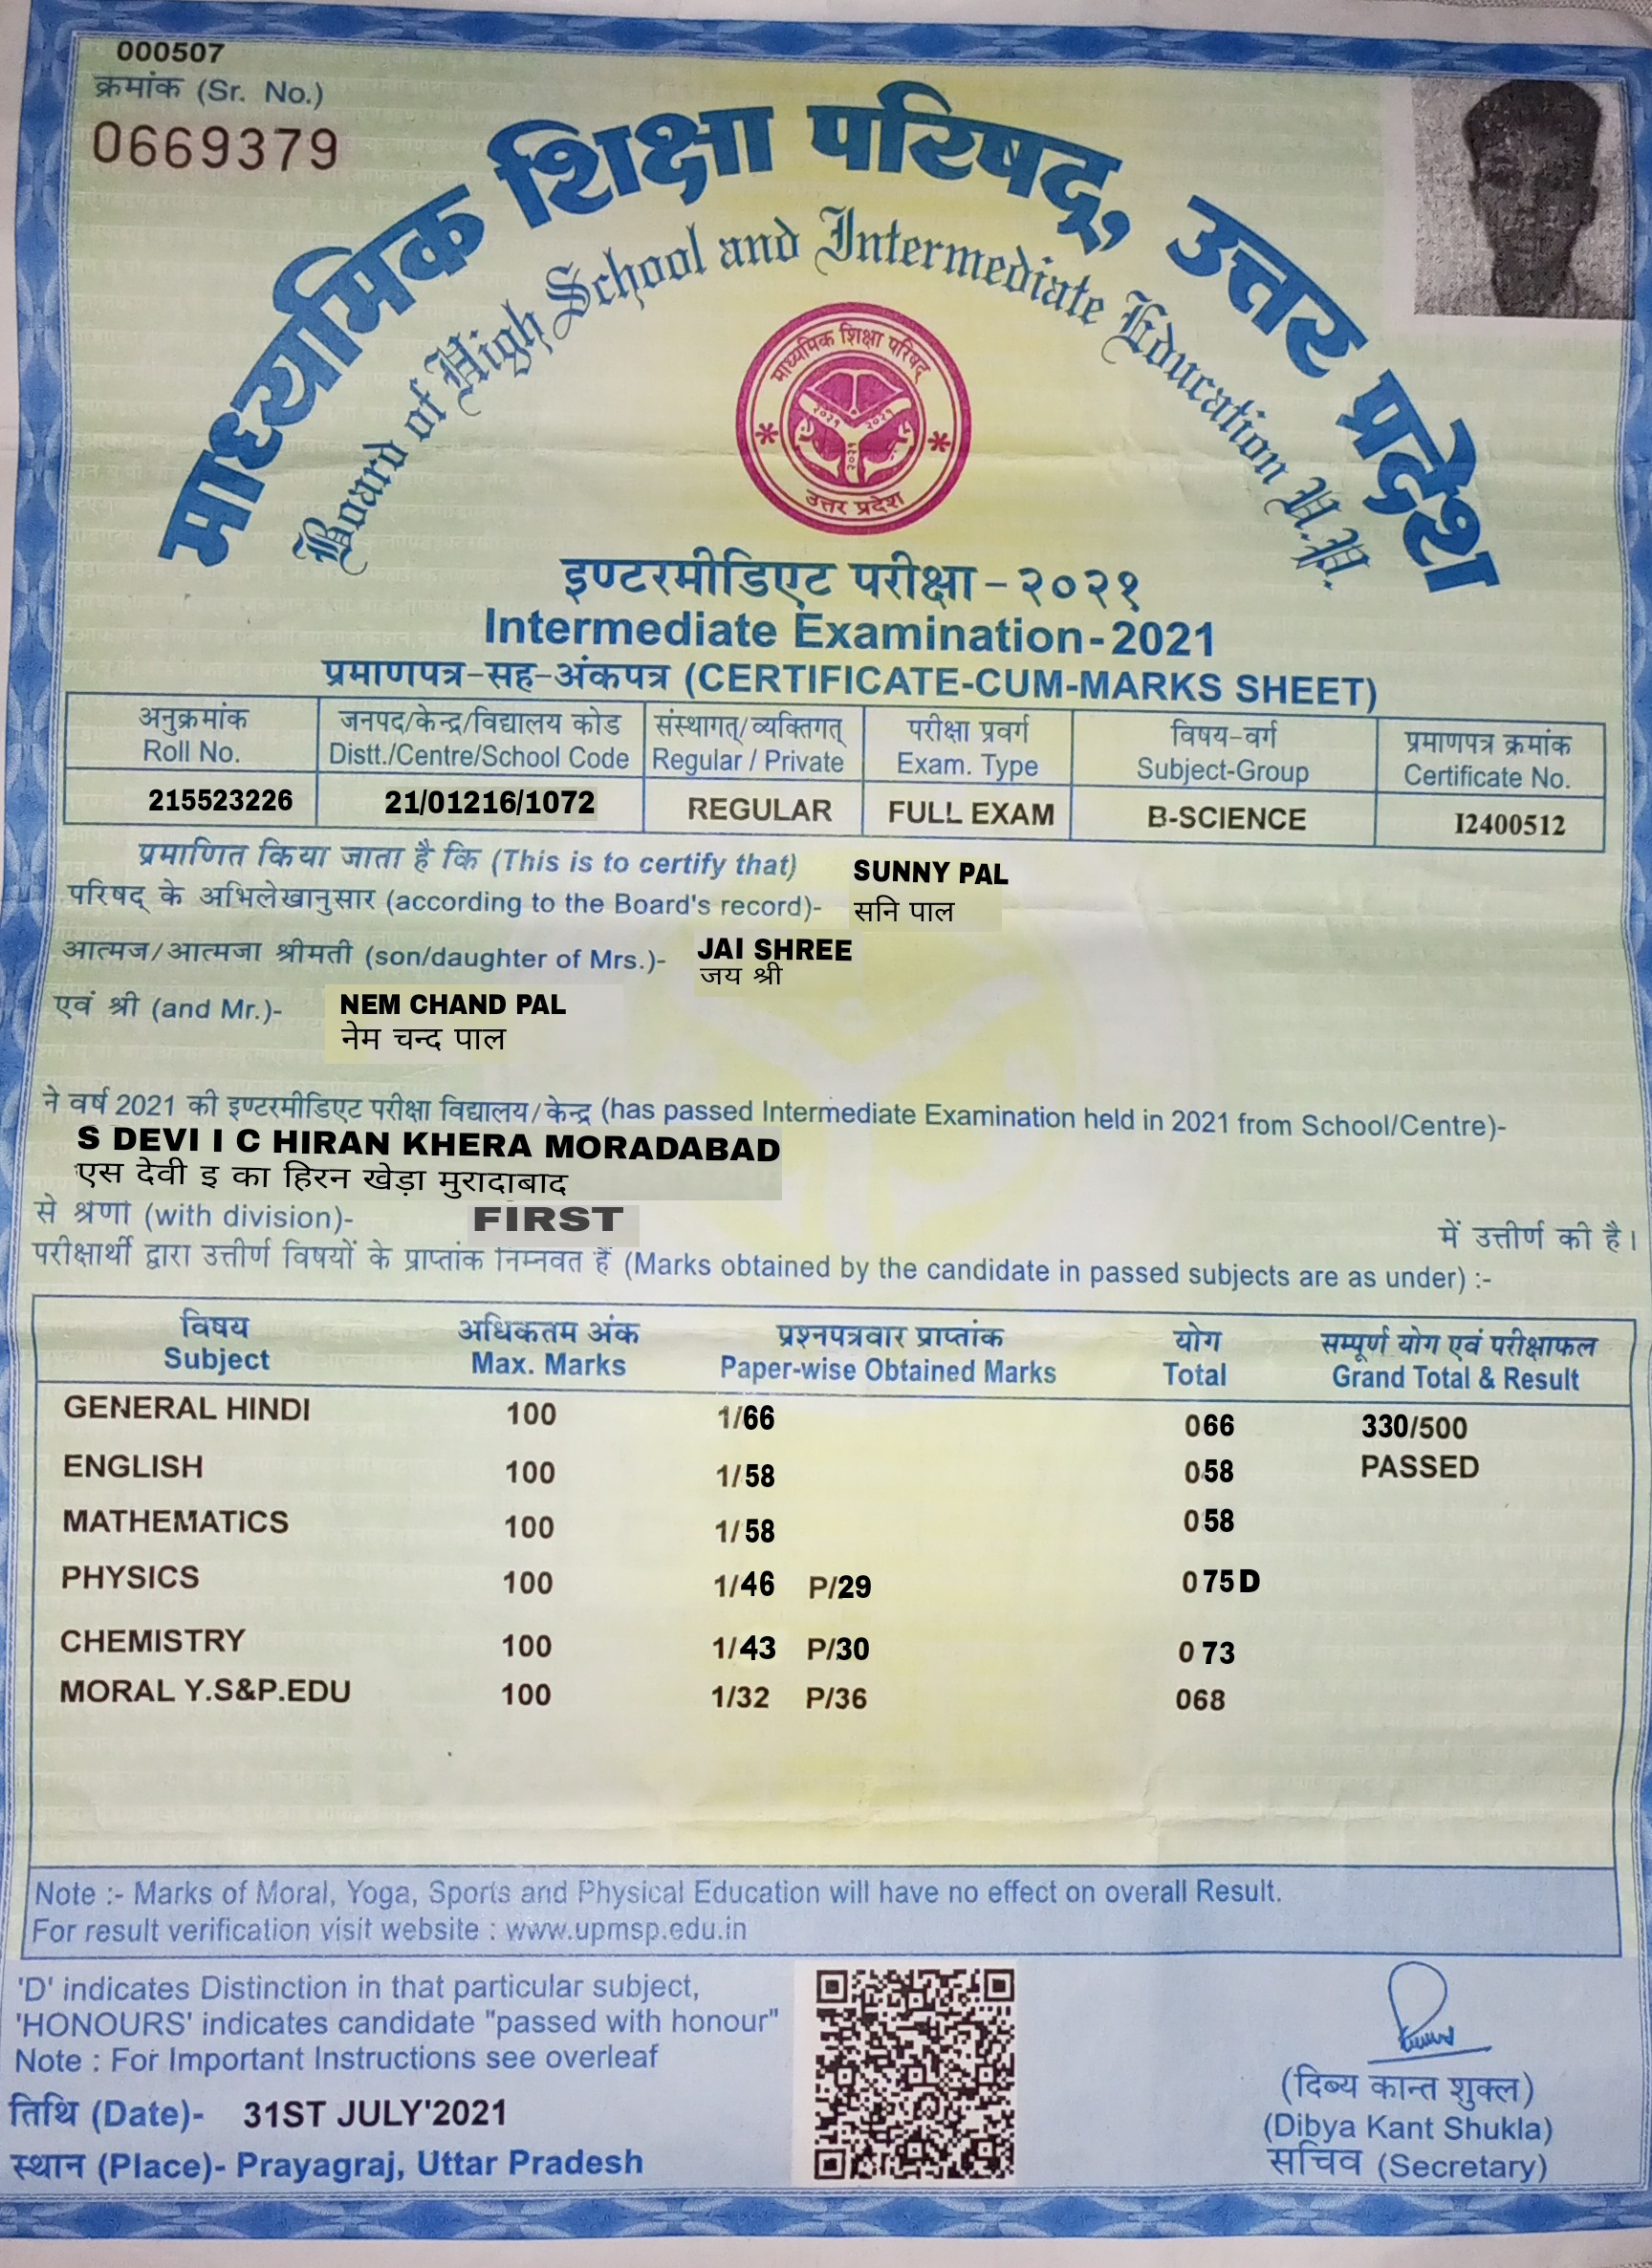 000507
क्रमांक (Sr. No.)
0669379
माध्यमिक शिक्षा परिषद्, उत्तर प्रदेश
Board of High School and Intermediate Education U.P.
माध्यमिक शिक्षा परिषद्
२०२१ २०२१
२०२१
उत्तर प्रदेश
इण्टरमीडिएट परीक्षा - २०२१
Intermediate Examination - 2021
प्रमाणपत्र-सह-अंकपत्र (CERTIFICATE-CUM-MARKS SHEET)
अनुक्रमांक जनपद/केन्द्र/विद्यालय कोड संस्थागत्/व्यक्तिगत् परीक्षा प्रवर्ग विषय-वर्ग प्रमाणपत्र क्रमांक
Roll No. Distt./Centre/School Code Regular / Private Exam. Type Subject-Group Certificate No.
215523226 21/01216/1072 REGULAR FULL EXAM B-SCIENCE I2400512
प्रमाणित किया जाता है कि (This is to certify that) SUNNY PAL
परिषद् के अभिलेखानुसार (according to the Board's record)- सनि पाल
आत्मज/आत्मजा श्रीमती (son/daughter of Mrs.)- JAI SHREE
जय श्री
एवं श्री (and Mr.)- NEM CHAND PAL
नेम चन्द पाल
ने वर्ष 2021 की इण्टरमीडिएट परीक्षा विद्यालय/केन्द्र (has passed Intermediate Examination held in 2021 from School/Centre)-
S DEVI I C HIRAN KHERA MORADABAD
एस देवी इ का हिरन खेड़ा मुरादाबाद
से श्रेणी (with division)- FIRST में उत्तीर्ण की है।
परीक्षार्थी द्वारा उत्तीर्ण विषयों के प्राप्तांक निम्नवत हैं (Marks obtained by the candidate in passed subjects are as under) :-
विषय अधिकतम अंक प्रश्नपत्रवार प्राप्तांक योग सम्पूर्ण योग एवं परीक्षाफल
Subject Max. Marks Paper-wise Obtained Marks Total Grand Total & Result
GENERAL HINDI 100 1/66 066 330/500
ENGLISH 100 1/58 058 PASSED
MATHEMATICS 100 1/58 058
PHYSICS 100 1/46 P/29 075D
CHEMISTRY 100 1/43 P/30 073
MORAL Y.S&P.EDU 100 1/32 P/36 068
Note :- Marks of Moral, Yoga, Sports and Physical Education will have no effect on overall Result.
For result verification visit website : www.upmsp.edu.in
'D' indicates Distinction in that particular subject,
'HONOURS' indicates candidate "passed with honour"
Note : For Important Instructions see overleaf
तिथि (Date)- 31ST JULY'2021
स्थान (Place)- Prayagraj, Uttar Pradesh
(दिब्य कान्त शुक्ल)
(Dibya Kant Shukla)
सचिव (Secretary)